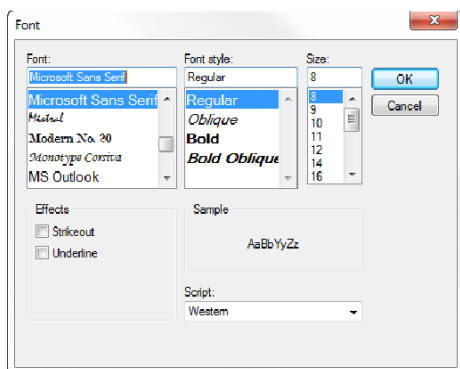 Font
Font:
Microsoft Sans Serif
Microsoft Sans Serif
Mistral
Modern No. 20
Monotype Corsiva
MS Outlook
Font style:
Regular
Regular
Oblique
Bold
Bold Oblique
Size:
8
8
9
10
11
12
14
16
OK
Cancel
Effects
Strikeout
Underline
Sample
AaBbYyZz
Script:
Western